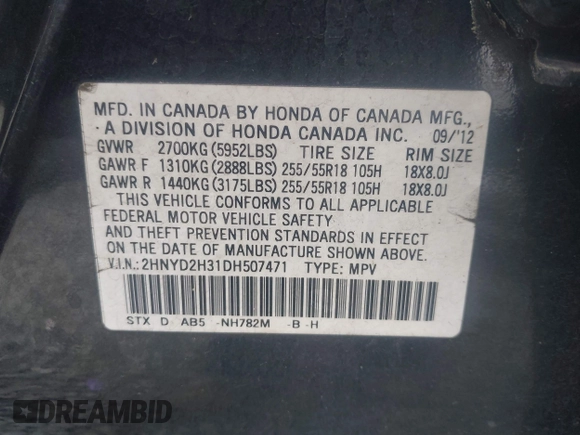 MFD. IN CANADA BY HONDA OF CANADA MFG.,
A DIVISION OF HONDA CANADA INC. 09/'12
GVWR 2700KG(5952LBS) TIRE SIZE RIM SIZE
GAWR F 1310KG(2888LBS) 255/55R18 105H 18X8.0J
GAWR R 1440KG(3175LBS) 255/55R18 105H 18X8.0J
THIS VEHICLE CONFORMS TO ALL APPLICABLE
FEDERAL MOTOR VEHICLE SAFETY
AND THEFT PREVENTION STANDARDS IN EFFECT
ON THE DATE OF MANUFACTURE SHOWN ABOVE.
V.I.N.:2HNYD2H31DH507471 TYPE: MPV
STX D AB5 -NH782M -B -H
DREAMBID